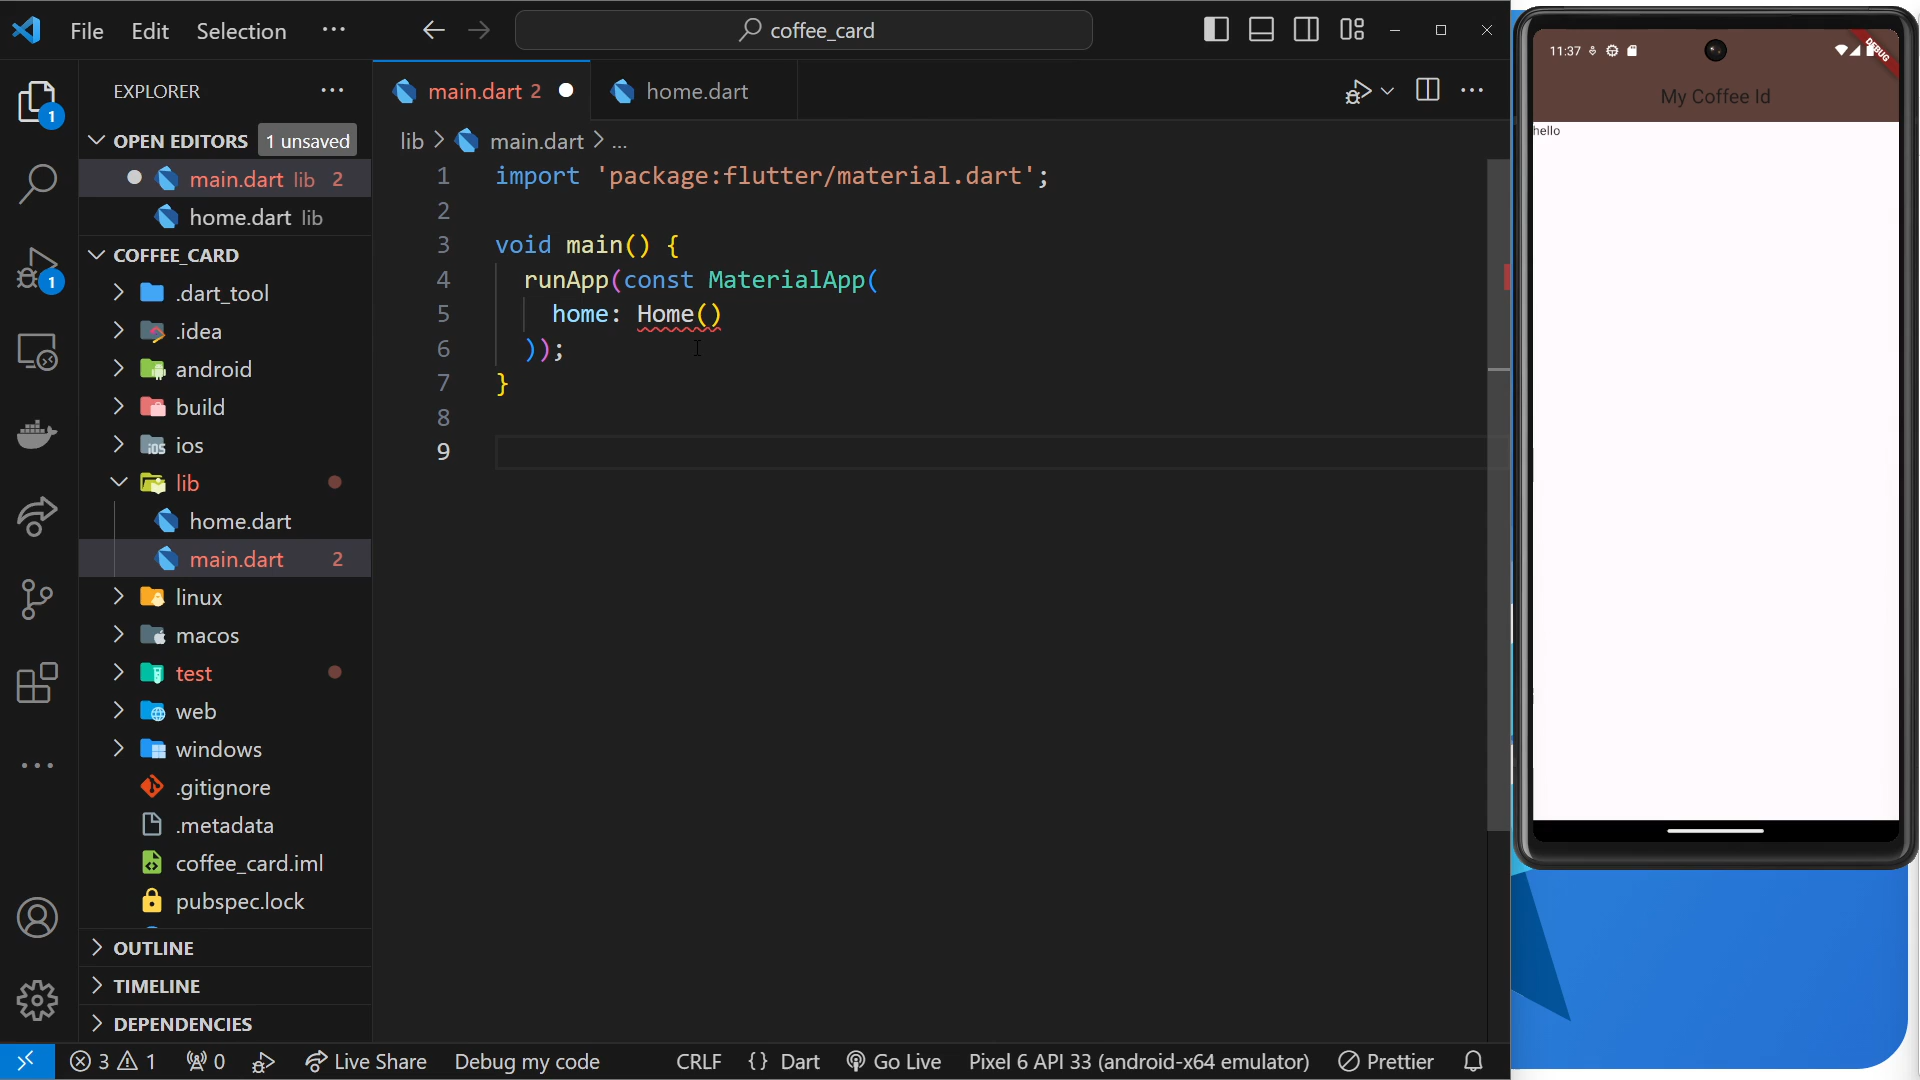 File Edit Selection ···
coffee_card
EXPLORER ···
OPEN EDITORS 1 unsaved
main.dart lib 2
home.dart lib
COFFEE_CARD
.dart_tool
.idea
android
build
ios
lib
home.dart
main.dart 2
linux
macos
test
web
windows
.gitignore
.metadata
coffee_card.iml
pubspec.lock
OUTLINE
TIMELINE
DEPENDENCIES
1
1
main.dart 2
home.dart
lib > main.dart > ...
1 import 'package:flutter/material.dart';
2
3 void main() {
4 runApp(const MaterialApp(
5 home: Home()
6 ));
7 }
8
9
3 1 0 Live Share Debug my code CRLF {} Dart Go Live Pixel 6 API 33 (android-x64 emulator) Prettier
11:37
DEBUG
My Coffee Id
hello